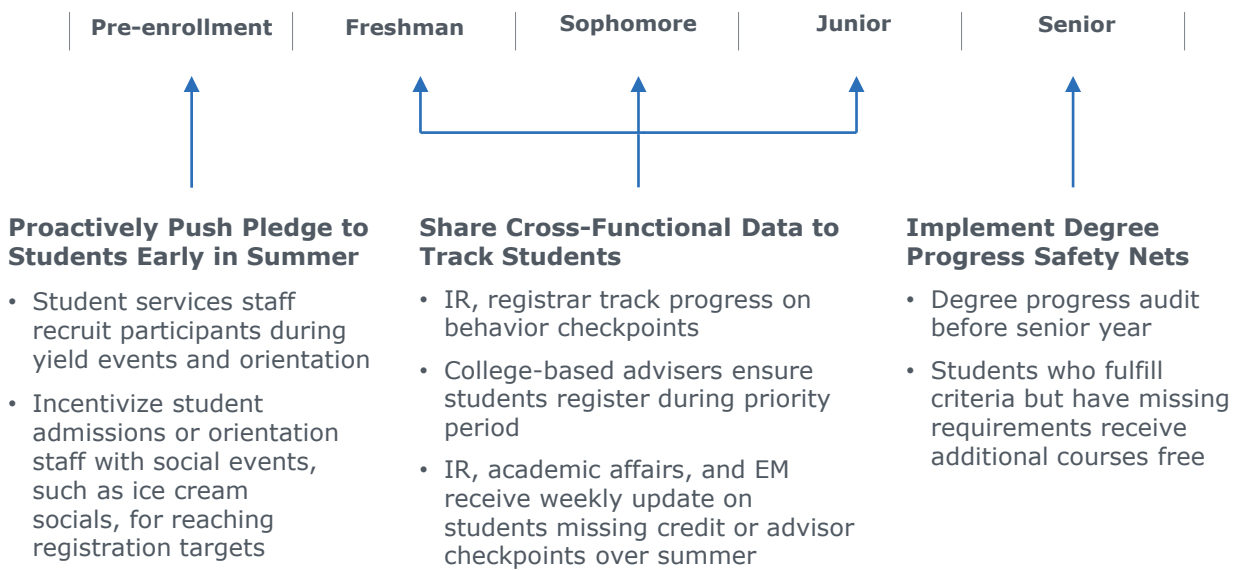 Pre-enrollment
Freshman
Sophomore
Junior
Senior
Proactively Push Pledge to
Students Early in Summer
• Student services staff
recruit participants during
yield events and orientation
• Incentivize student
admissions or orientation
staff with social events,
such as ice cream
socials, for reaching
registration targets
Share Cross-Functional Data to
Track Students
• IR, registrar track progress on
behavior checkpoints
• College-based advisers ensure
students register during priority
period
• IR, academic affairs, and EM
receive weekly update on
students missing credit or advisor
checkpoints over summer
Implement Degree
Progress Safety Nets
• Degree progress audit
before senior year
• Students who fulfill
criteria but have missing
requirements receive
additional courses free